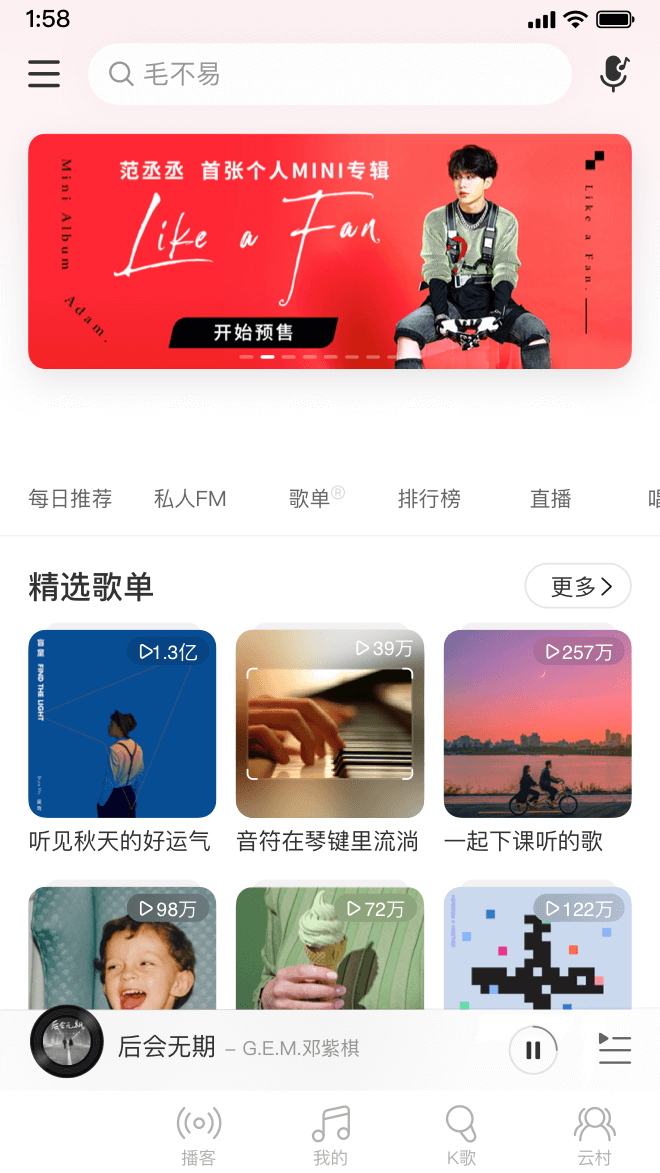 1:58
毛不易
Mini Album
Adam.
范丞丞 首张个人MINI专辑
Like a Fan,
开始预售
Like a Fan.
每日推荐 私人FM 歌单® 排行榜 直播 唱
精选歌单
更多
1.3亿
FIND THE LIGHT
39万
257万
听见秋天的好运气
音符在琴键里流淌
一起下课听的歌
98万
72万
122万
后会无期
后会无期 – G.E.M.邓紫棋
播客 我的 K歌 云村